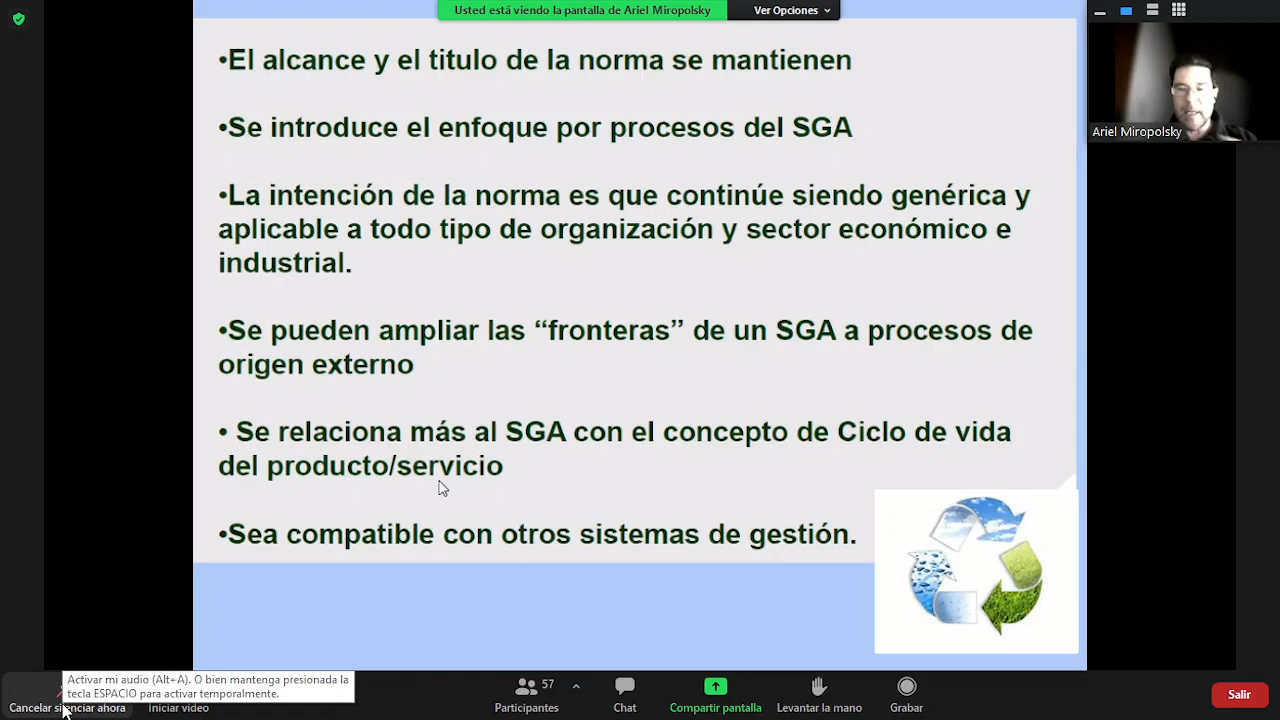 Usted está viendo la pantalla de Ariel Miropolsky
Ver Opciones
•El alcance y el titulo de la norma se mantienen
•Se introduce el enfoque por procesos del SGA
•La intención de la norma es que continúe siendo genérica y
aplicable a todo tipo de organización y sector económico e
industrial.
•Se pueden ampliar las “fronteras” de un SGA a procesos de
origen externo
• Se relaciona más al SGA con el concepto de Ciclo de vida
del producto/servicio
•Sea compatible con otros sistemas de gestión.
Ariel Miropolsky
Activar mi audio (Alt+A). O bien mantenga presionada la
tecla ESPACIO para activar temporalmente.
Cancelar silenciar ahora
Iniciar video
57
Participantes
Chat
Compartir pantalla
Levantar la mano
Grabar
Salir